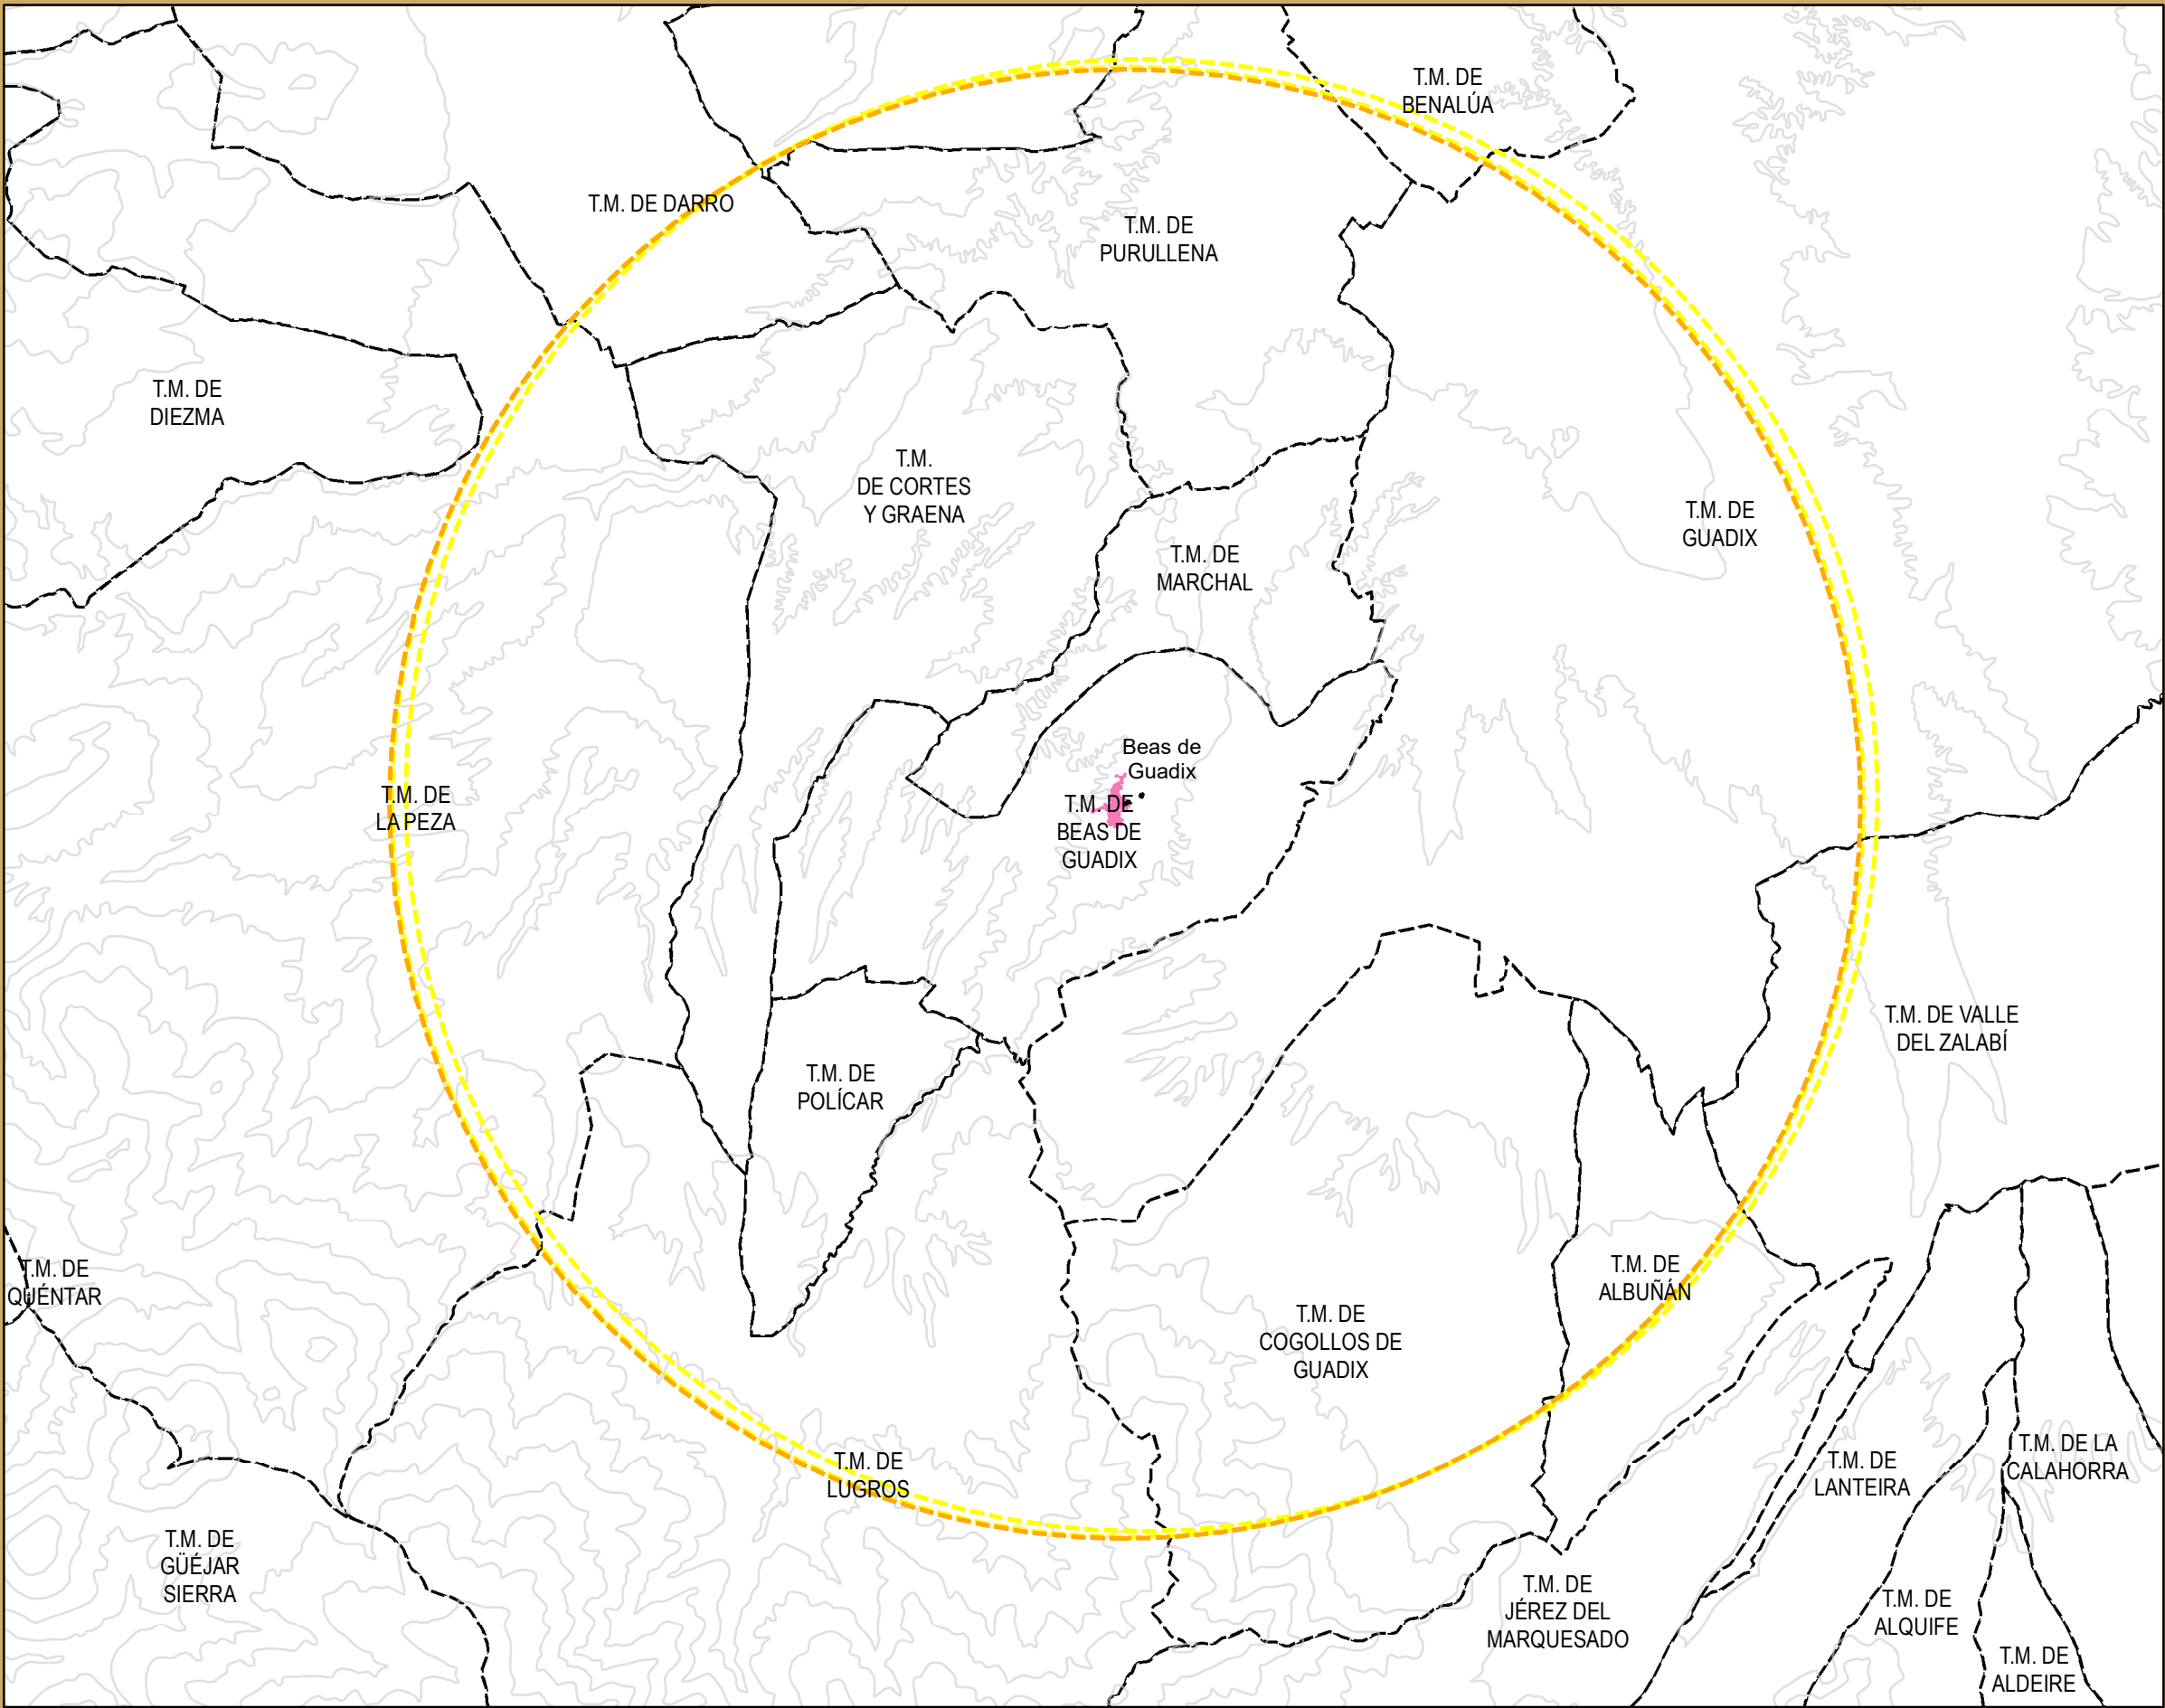 T.M. DE
BENALÚA
T.M. DE DARRO
T.M. DE
PURULLENA
T.M. DE
DIEZMA
T.M.
DE CORTES
Y GRAENA
T.M. DE
GUADIX
T.M. DE
MARCHAL
Beas de
Guadix
T.M. DE
LA PEZA
T.M. DE
BEAS DE
GUADIX
T.M. DE VALLE
DEL ZALABÍ
T.M. DE
POLÍCAR
T.M. DE
QUÉNTAR
T.M. DE
ALBUÑÁN
T.M. DE
COGOLLOS DE
GUADIX
T.M. DE
LUGROS
T.M. DE
LANTEIRA
T.M. DE LA
CALAHORRA
T.M. DE
GÜÉJAR
SIERRA
T.M. DE
JÉREZ DEL
MARQUESADO
T.M. DE
ALQUIFE
T.M. DE
ALDEIRE